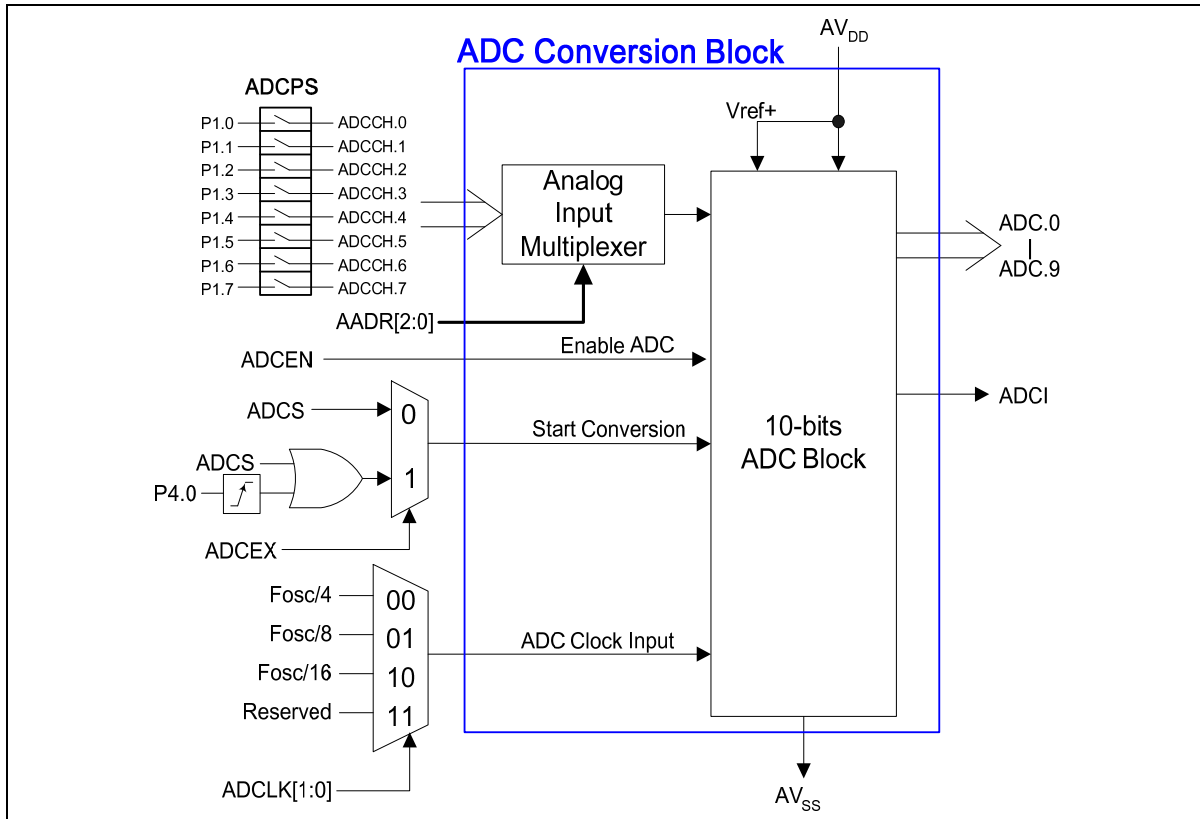 ADC Conversion Block
AVDD
ADCPS
Vref+
P1.0 ADCCH.0
P1.1 ADCCH.1
P1.2 ADCCH.2
P1.3 ADCCH.3
P1.4 ADCCH.4
P1.5 ADCCH.5
P1.6 ADCCH.6
P1.7 ADCCH.7
Analog
Input
Multiplexer
ADC.0
ADC.9
AADR[2:0]
ADCEN
Enable ADC
ADCS
0
Start Conversion
ADCS
P4.0
1
ADCEX
10-bits
ADC Block
ADCI
Fosc/4 00
Fosc/8 01
Fosc/16 10
Reserved 11
ADC Clock Input
ADCLK[1:0]
AVSS